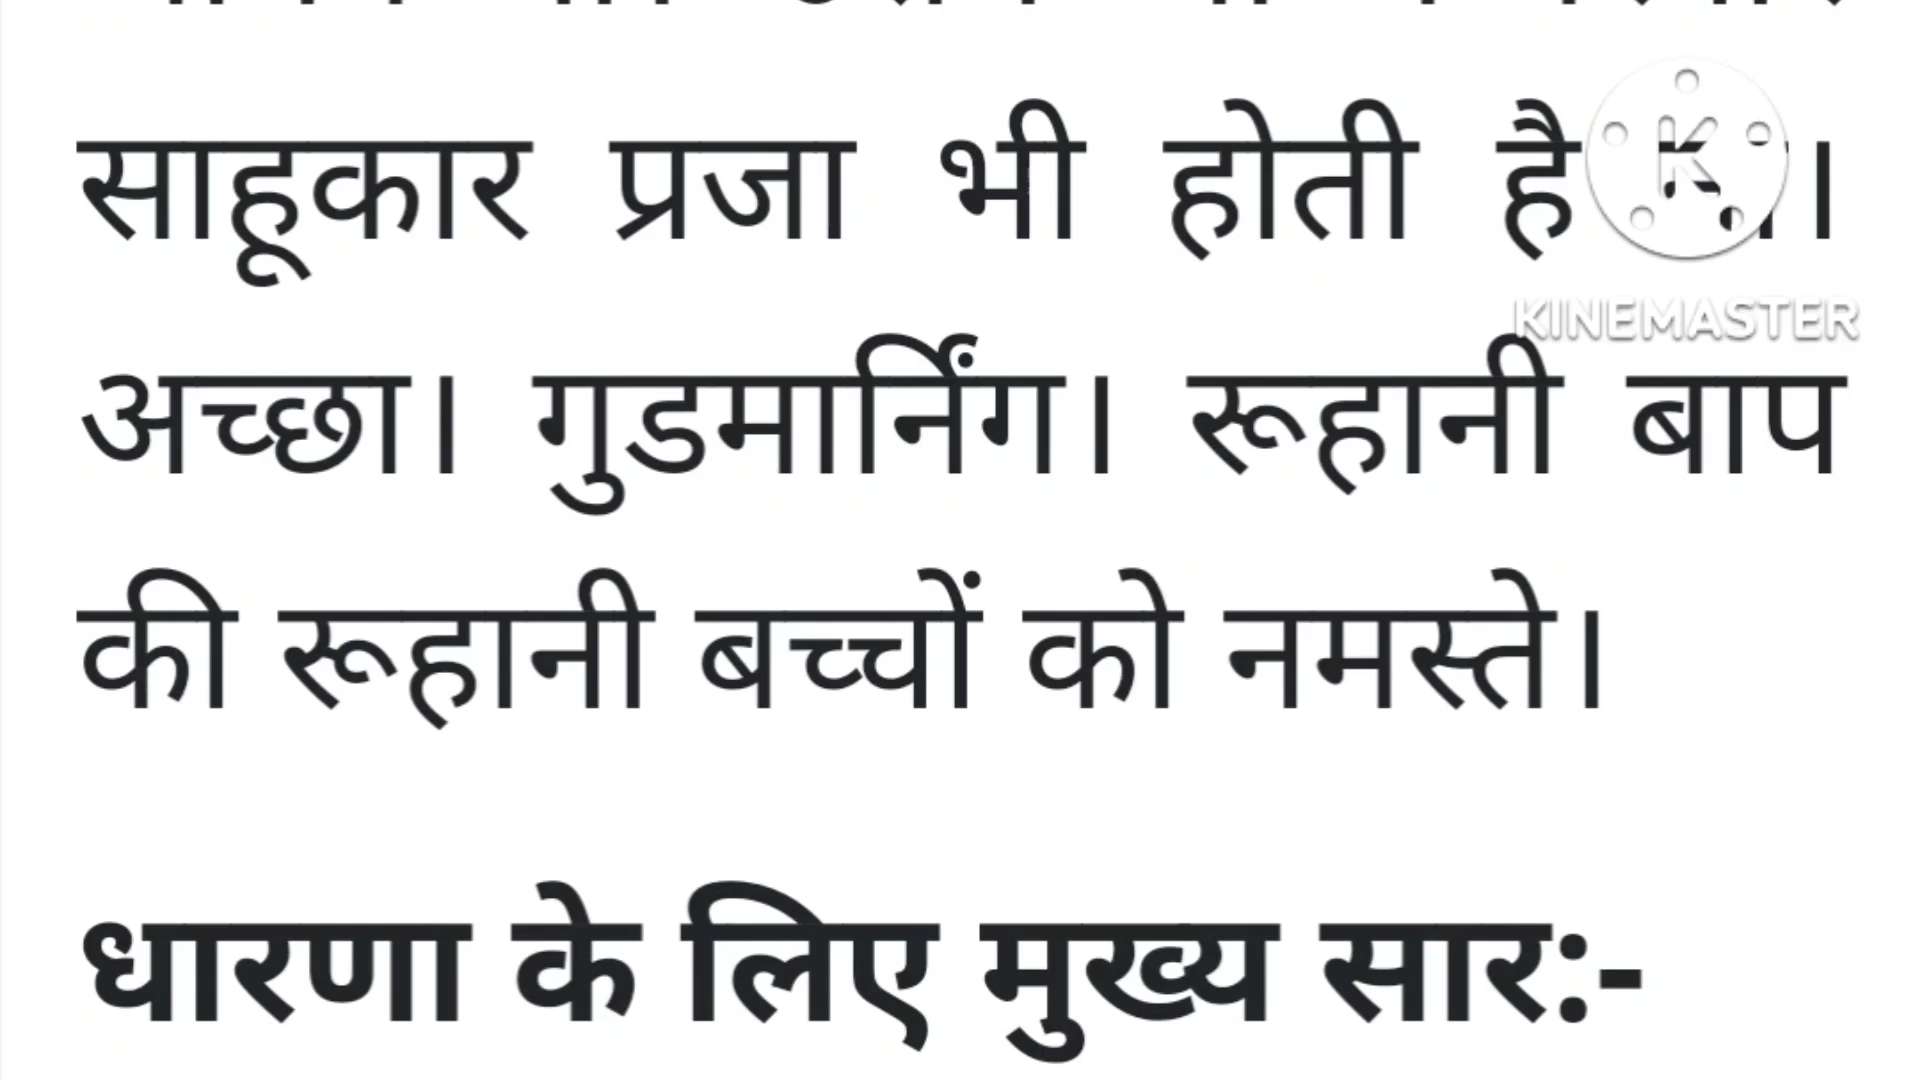 साहूकार प्रजा भी होती है
KINEMASTER
अच्छा। गुडमार्निंग। रूहानी बाप
की रूहानी बच्चों को नमस्ते।
धारणा के लिए मुख्य सार:-